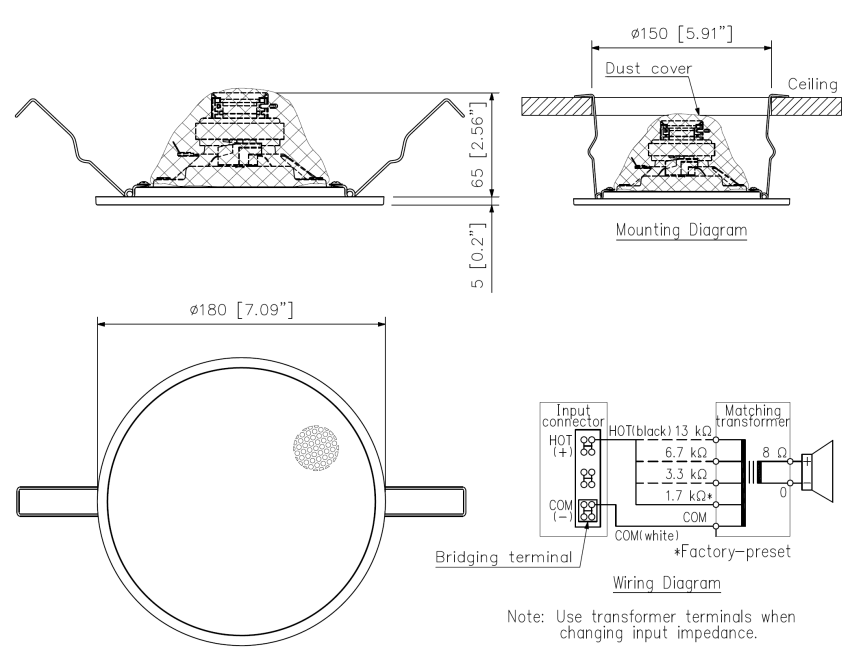 ø150 [5.91"]
Dust cover
Ceiling
65 [2.56"]
5 [0.2"]
Mounting Diagram
ø180 [7.09"]
Input
connector
Matching
transformer
HOT
(+)
HOT(black) 13 kΩ
6.7 kΩ
3.3 kΩ
1.7 kΩ*
8 Ω
+
−
0
COM
(−)
COM
COM(white)
*Factory-preset
Bridging terminal
Wiring Diagram
Note: Use transformer terminals when
changing input impedance.